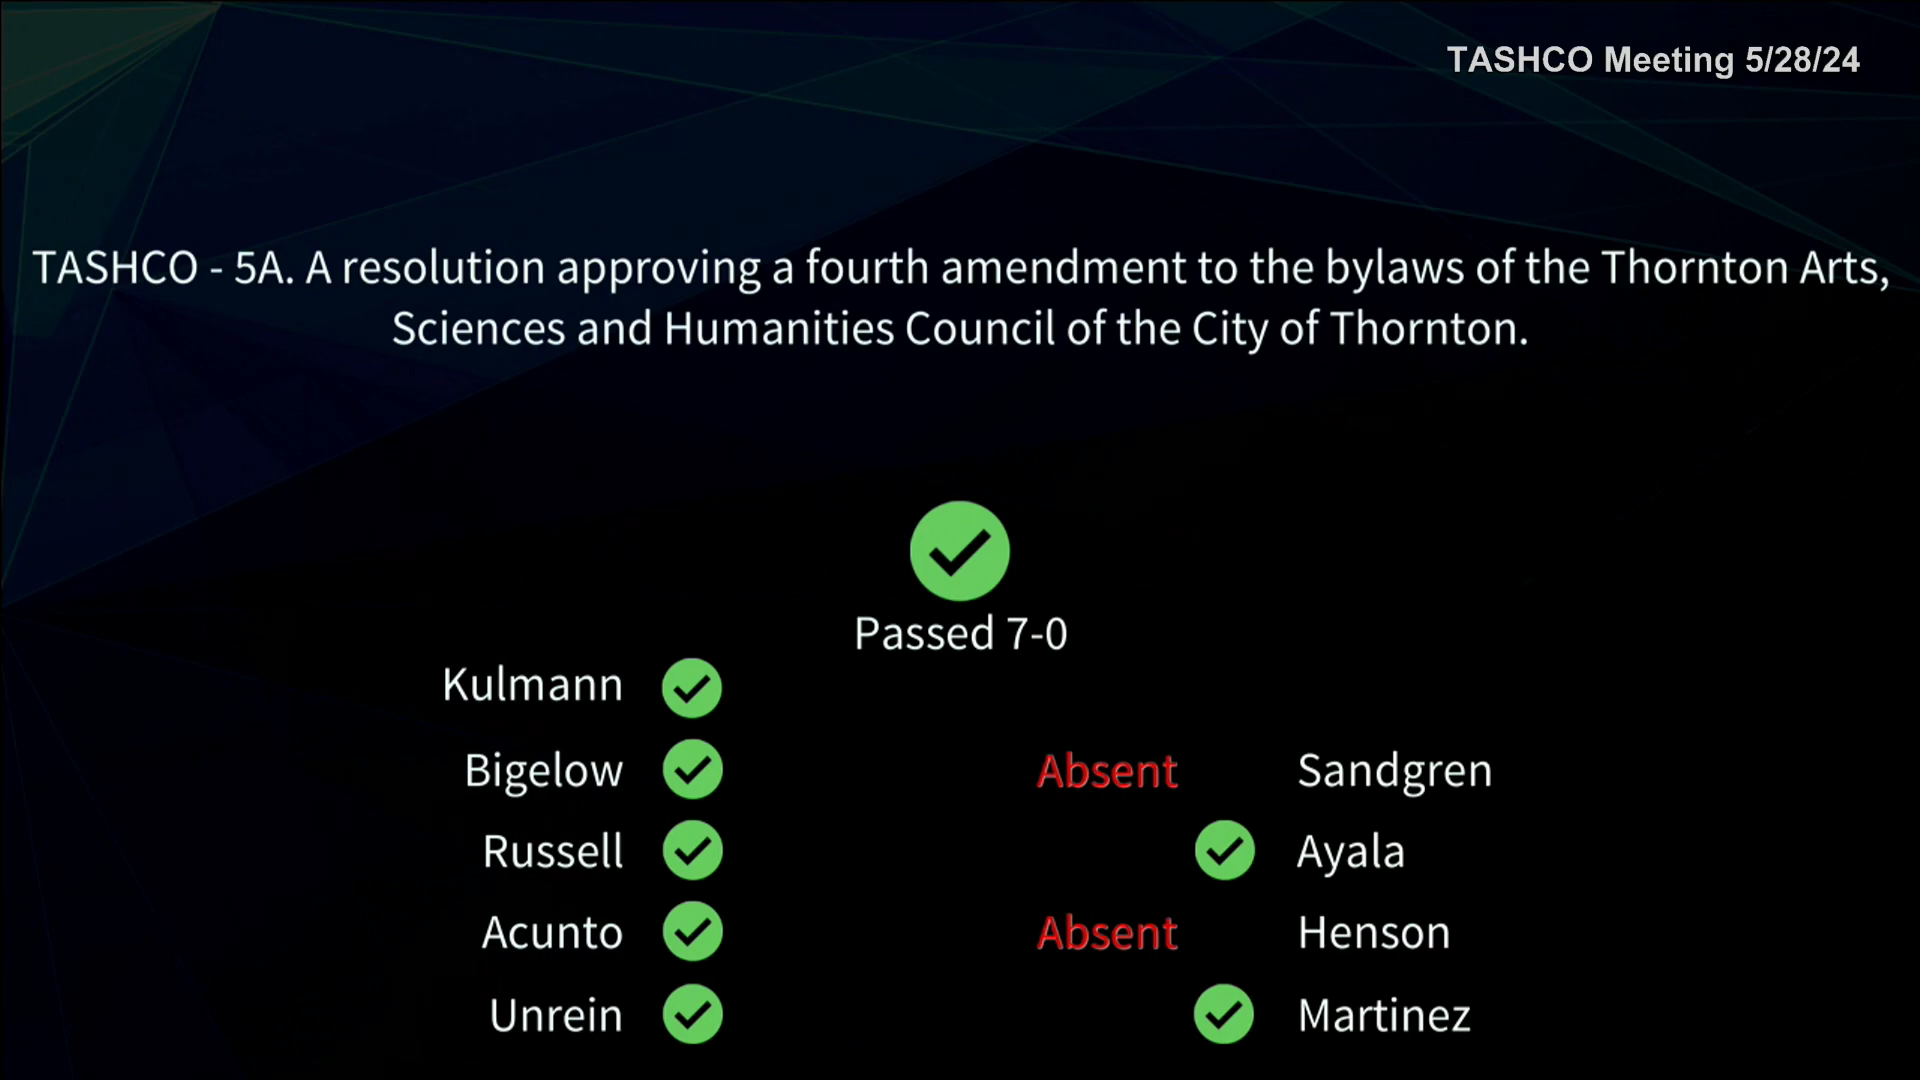 TASHCO Meeting 5/28/24
TASHCO - 5A. A resolution approving a fourth amendment to the bylaws of the Thornton Arts,
Sciences and Humanities Council of the City of Thornton.
Passed 7-0
Kulmann
Bigelow Absent Sandgren
Russell Ayala
Acunto Absent Henson
Unrein Martinez